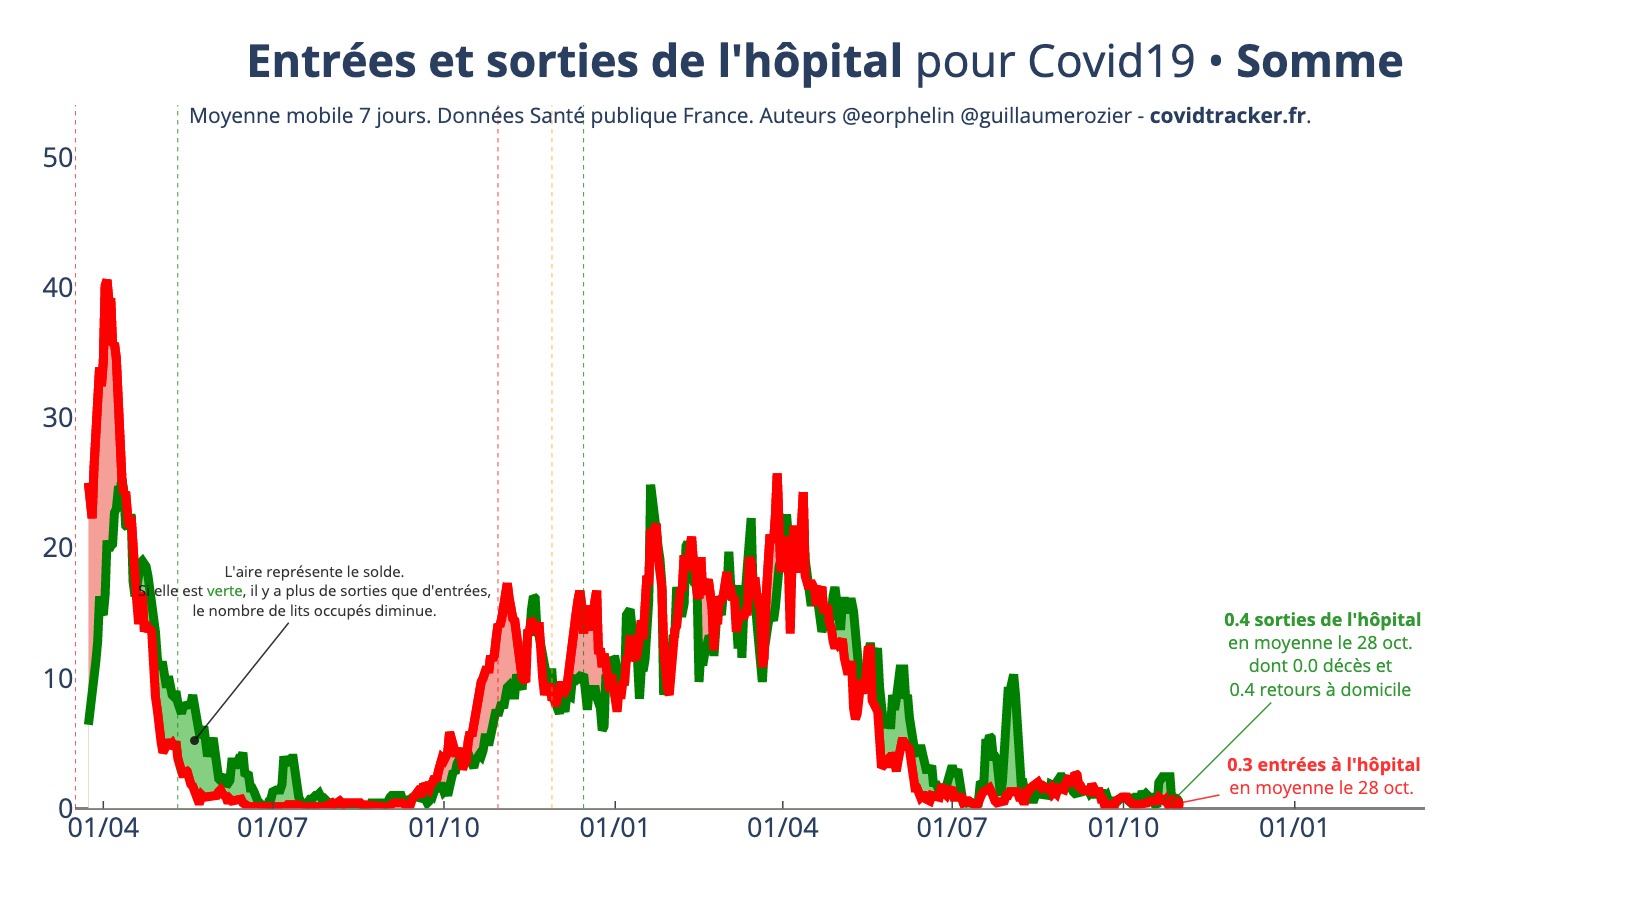 Entrées et sorties de l'hôpital pour Covid19 • Somme
Moyenne mobile 7 jours. Données Santé publique France. Auteurs @eorphelin @guillaumerozier - covidtracker.fr.
50
40
30
20
10
0
L'aire représente le solde.
Si elle est verte, il y a plus de sorties que d'entrées,
le nombre de lits occupés diminue.
0.4 sorties de l'hôpital
en moyenne le 28 oct.
dont 0.0 décès et
0.4 retours à domicile
0.3 entrées à l'hôpital
en moyenne le 28 oct.
01/04 01/07 01/10 01/01 01/04 01/07 01/10 01/01